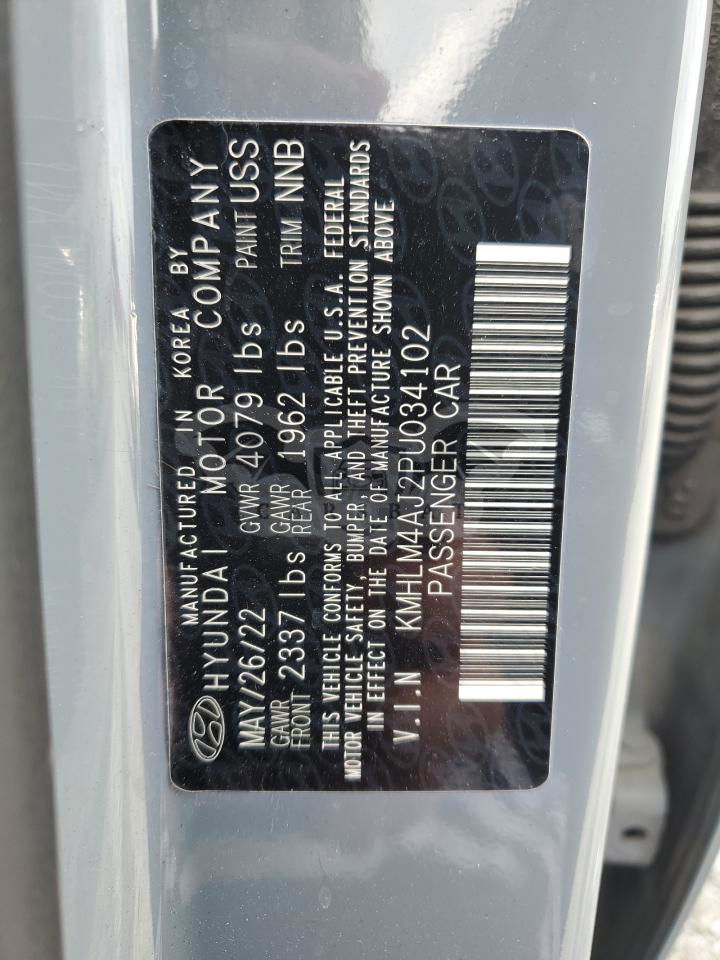 MANUFACTURED IN KOREA BY
HYUNDAI MOTOR COMPANY
MAY/26/22 GVWR 4079 lbs PAINT USS
GAWR FRONT 2337 lbs GAWR REAR 1962 lbs TRIM NNB
THIS VEHICLE CONFORMS TO ALL APPLICABLE U.S.A. FEDERAL
MOTOR VEHICLE SAFETY, BUMPER, AND THEFT PREVENTION STANDARDS
IN EFFECT ON THE DATE OF MANUFACTURE SHOWN ABOVE
V.I.N KMHLM4AJ2PU034102
PASSENGER CAR